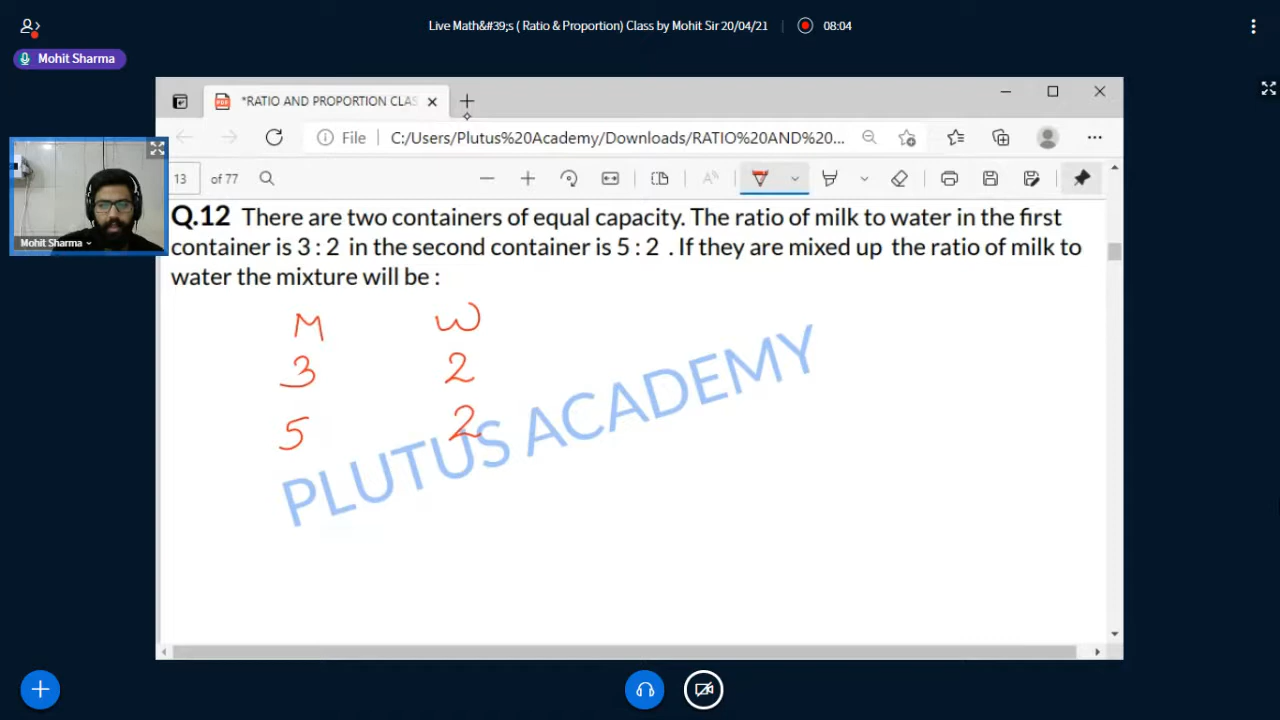 Live Math&#39;s ( Ratio & Proportion) Class by Mohit Sir 20/04/21 08:04
Mohit Sharma
*RATIO AND PROPORTION CLAS
File C:/Users/Plutus%20Academy/Downloads/RATIO%20AND%20...
13 of 77
Mohit Sharma
Q.12 There are two containers of equal capacity. The ratio of milk to water in the first
container is 3 : 2 in the second container is 5 : 2 . If they are mixed up the ratio of milk to
water the mixture will be :
M W
3 2
5 2
PLUTUS ACADEMY